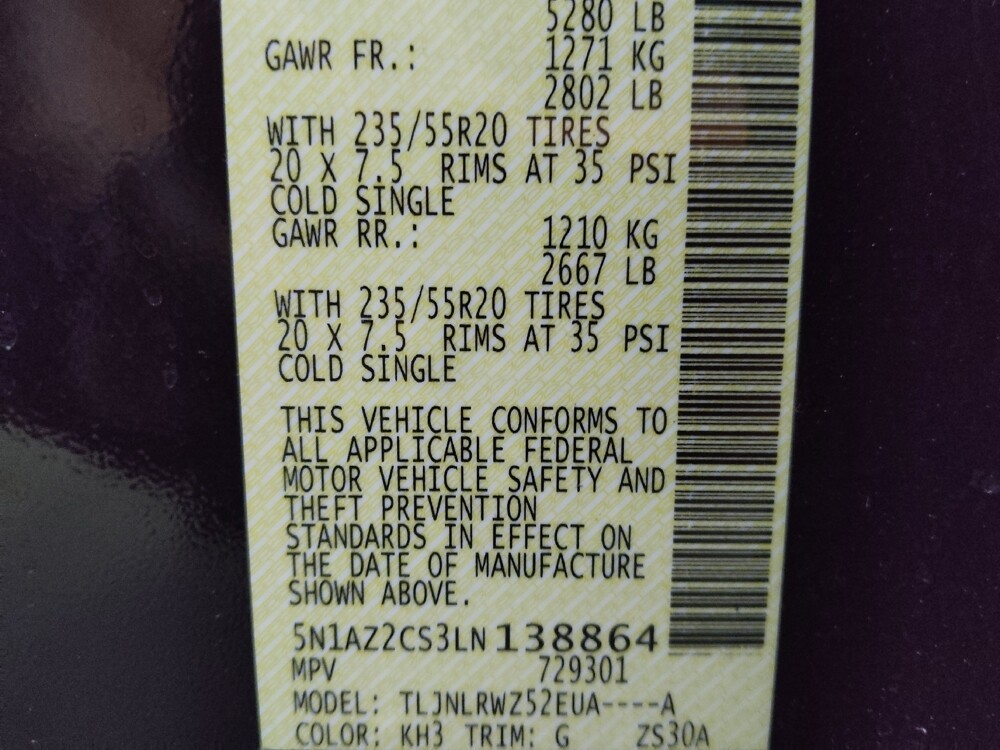 5280 LB
GAWR FR.: 1271 KG
2802 LB
WITH 235/55R20 TIRES
20 X 7.5 RIMS AT 35 PSI
COLD SINGLE
GAWR RR.: 1210 KG
2667 LB
WITH 235/55R20 TIRES
20 X 7.5 RIMS AT 35 PSI
COLD SINGLE
THIS VEHICLE CONFORMS TO
ALL APPLICABLE FEDERAL
MOTOR VEHICLE SAFETY AND
THEFT PREVENTION
STANDARDS IN EFFECT ON
THE DATE OF MANUFACTURE
SHOWN ABOVE.
5N1AZ2CS3LN138864
MPV 729301
MODEL: TLJNLRWZ52EUA----A
COLOR: KH3 TRIM: G ZS30A